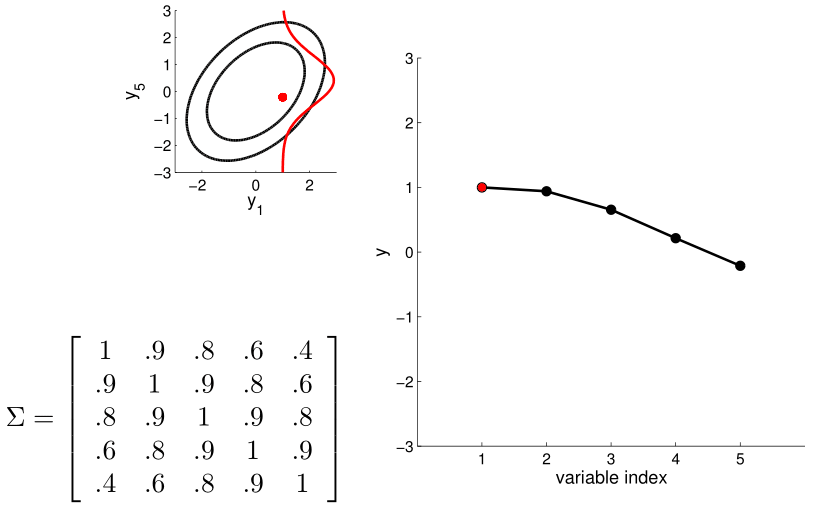 3
2
1
0
−1
−2
−3
y5
−2 0 2
y1
3
2
1
0
−1
−2
−3
y
1 2 3 4 5
variable index
Σ =
1 .9 .8 .6 .4
.9 1 .9 .8 .6
.8 .9 1 .9 .8
.6 .8 .9 1 .9
.4 .6 .8 .9 1